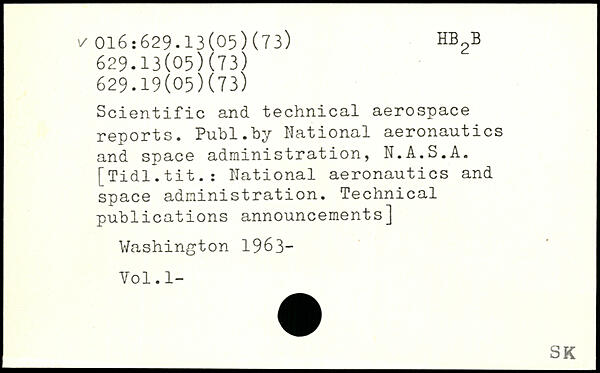 ✓ 016:629.13(05)(73) HB₂B
629.13(05)(73)
629.19(05)(73)
Scientific and technical aerospace
reports. Publ.by National aeronautics
and space administration, N.A.S.A.
[Tidl.tit.: National aeronautics and
space administration. Technical
publications announcements]
Washington 1963-
Vol.1-
SK